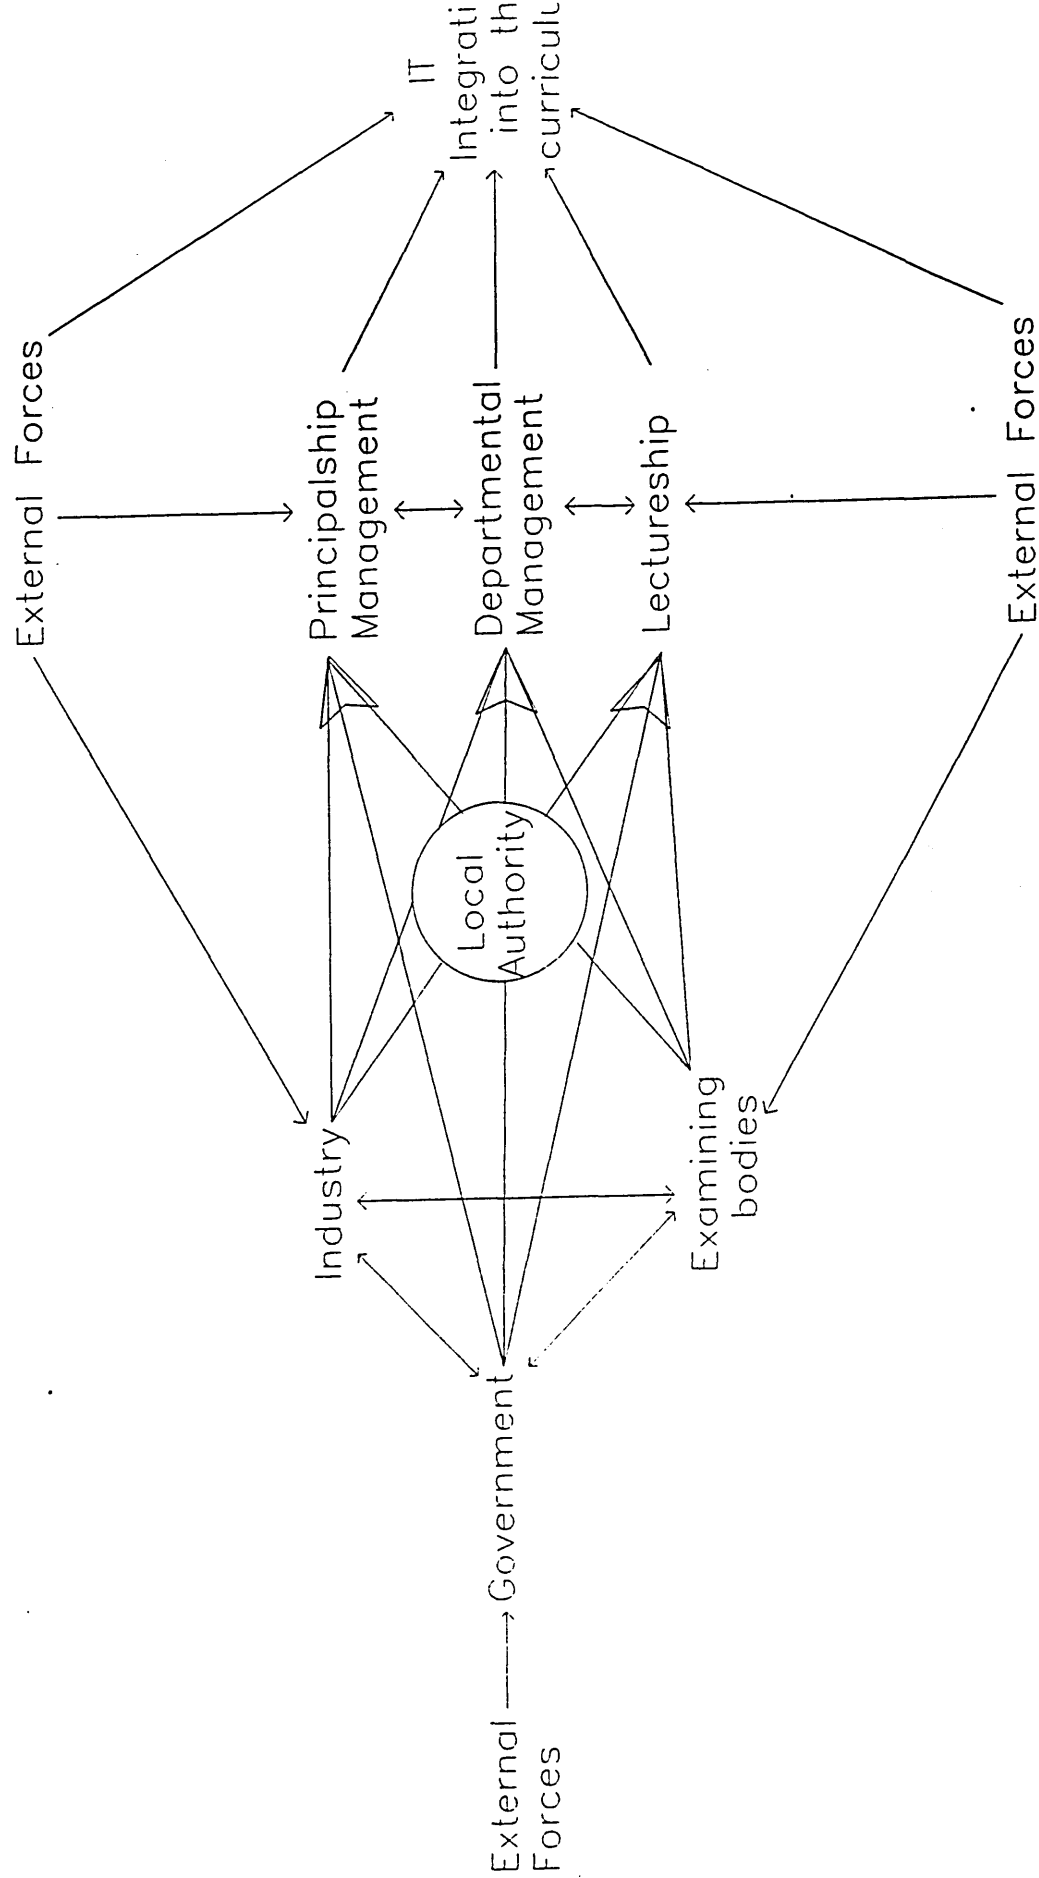 External Forces
IT
Integrati
into th
curriculu
Principalship
Management
Departmental
Management
Lectureship
Industry
Local
Authority
Examining
bodies
Government
External
Forces
External Forces